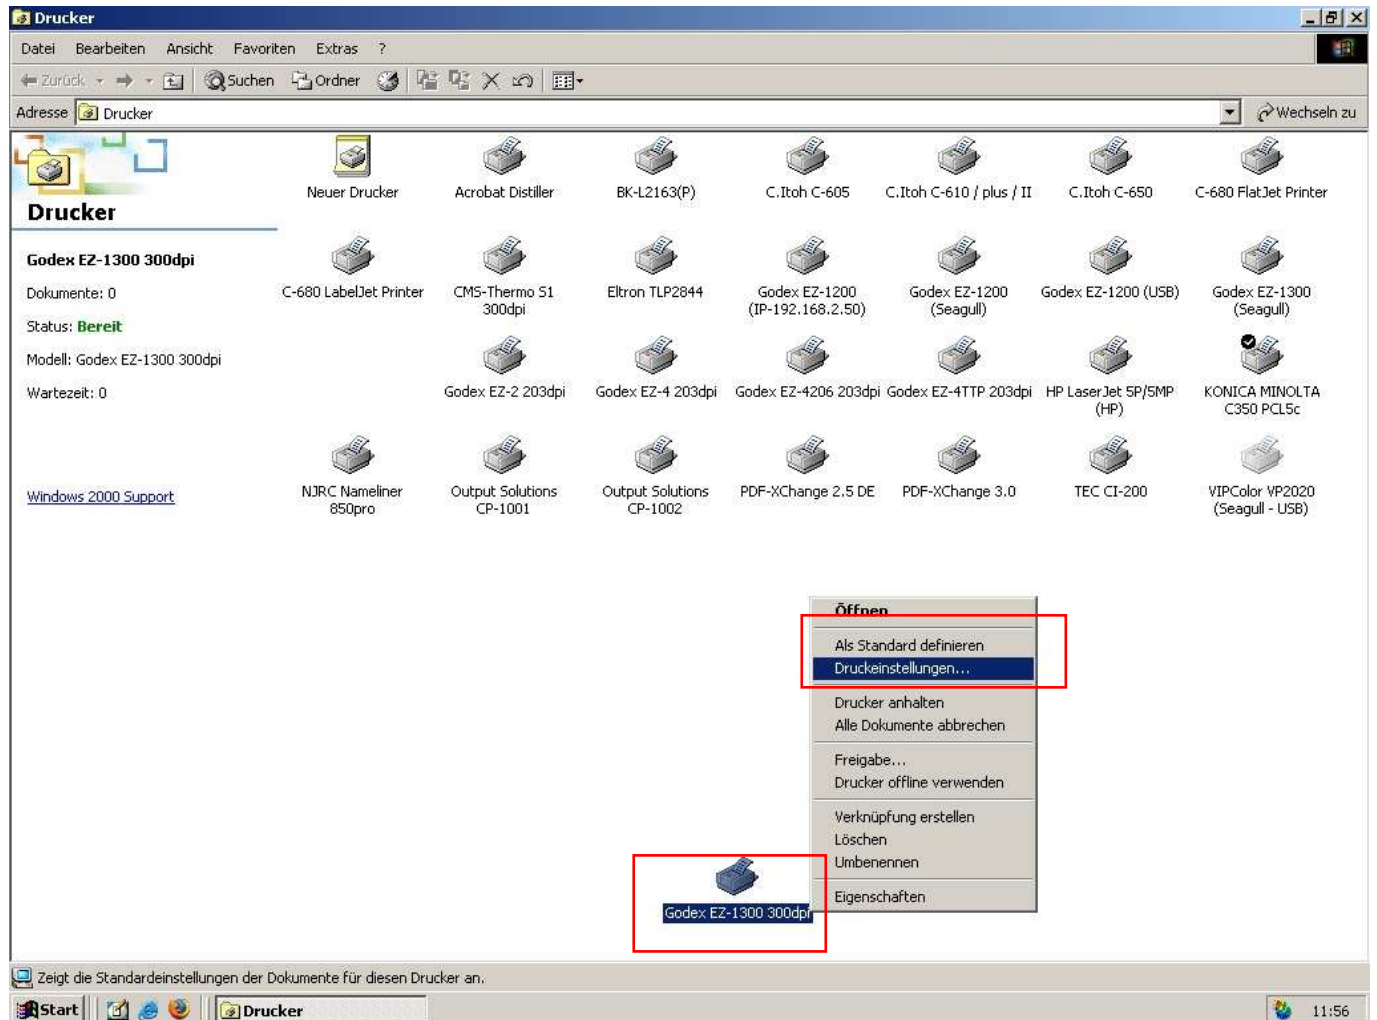 Drucker
Datei Bearbeiten Ansicht Favoriten Extras ?
Zurück Suchen Ordner
Adresse Drucker Wechseln zu
Drucker
Godex EZ-1300 300dpi
Dokumente: 0
Status: Bereit
Modell: Godex EZ-1300 300dpi
Wartezeit: 0
Windows 2000 Support
Neuer Drucker
Acrobat Distiller
BK-L2163(P)
C.Itoh C-605
C.Itoh C-610 / plus / II
C.Itoh C-650
C-680 FlatJet Printer
C-680 LabelJet Printer
CMS-Thermo S1
300dpi
Eltron TLP2844
Godex EZ-1200
(IP-192.168.2.50)
Godex EZ-1200
(Seagull)
Godex EZ-1200 (USB)
Godex EZ-1300
(Seagull)
Godex EZ-2 203dpi
Godex EZ-4 203dpi
Godex EZ-4206 203dpi
Godex EZ-4TTP 203dpi
HP LaserJet 5P/5MP
(HP)
KONICA MINOLTA
C350 PCL5c
NJRC Nameliner
850pro
Output Solutions
CP-1001
Output Solutions
CP-1002
PDF-XChange 2.5 DE
PDF-XChange 3.0
TEC CI-200
VIPColor VP2020
(Seagull - USB)
Öffnen
Als Standard definieren
Druckeinstellungen...
Drucker anhalten
Alle Dokumente abbrechen
Freigabe...
Drucker offline verwenden
Verknüpfung erstellen
Löschen
Umbenennen
Eigenschaften
Godex EZ-1300 300dpi
Zeigt die Standardeinstellungen der Dokumente für diesen Drucker an.
Start Drucker 11:56